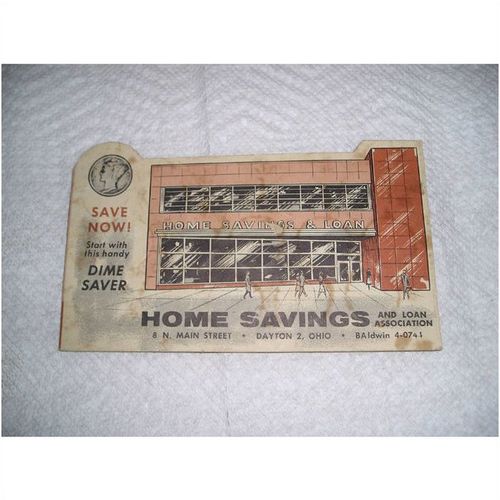 SAVE
NOW!
Start with
this handy
DIME
SAVER
HOME SAVINGS & LOAN
HOME SAVINGS AND LOAN
ASSOCIATION
8 N. MAIN STREET • DAYTON 2, OHIO • BAldwin 4-0741